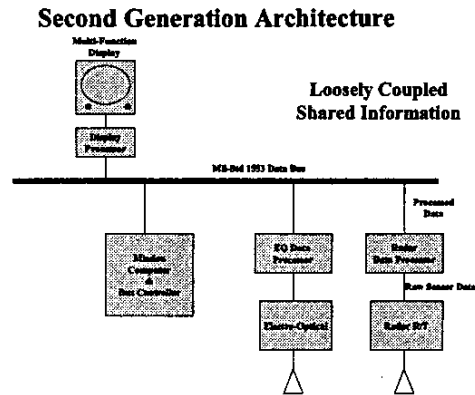 Second Generation Architecture
Multi-Function
Display
Loosely Coupled
Shared Information
Display
Processor
Mil-Std 1553 Data Bus
Processed
Data
Mission
Computer
&
Bus Controller
EO Data
Processor
Radar
Data Processor
Raw Sensor Data
Electro-Optical
Radar R/T